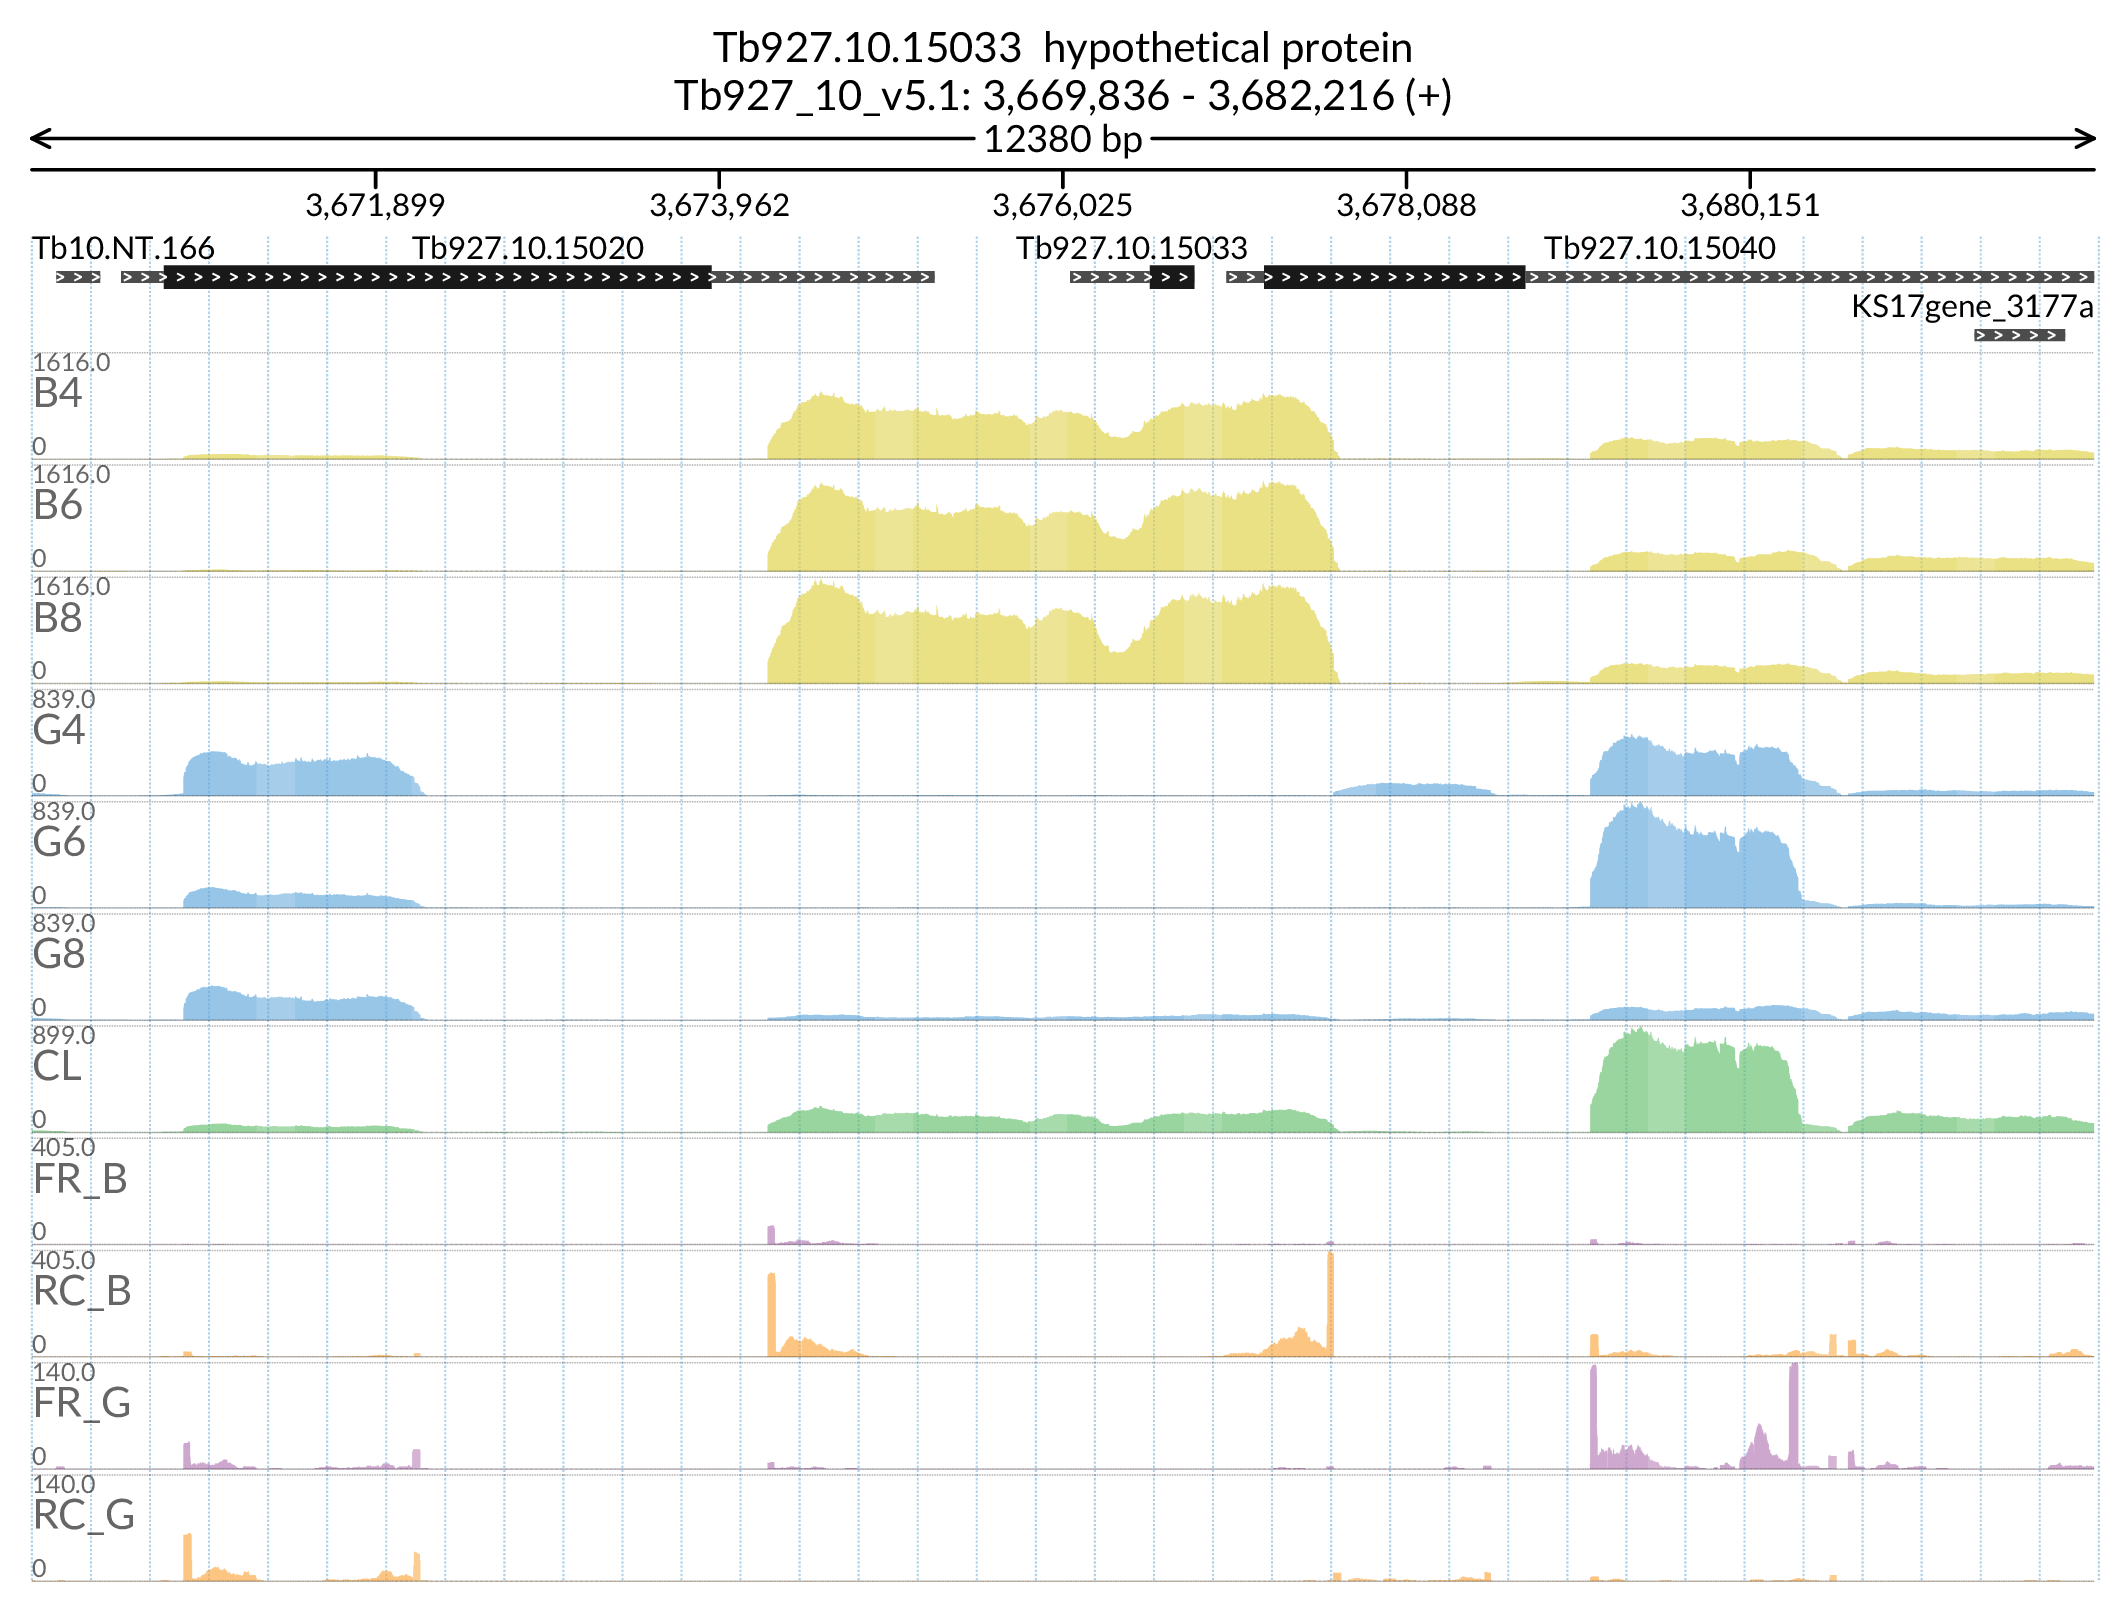 Tb927.10.15033  hypothetical protein
Tb927_10_v5.1: 3,669,836 - 3,682,216 (+)
12380 bp
3,671,899 3,673,962 3,676,025 3,678,088 3,680,151
Tb10.NT.166 Tb927.10.15020 Tb927.10.15033 Tb927.10.15040
KS17gene_3177a
1616.0
B4
0
1616.0
B6
0
1616.0
B8
0
839.0
G4
0
839.0
G6
0
839.0
G8
0
899.0
CL
0
405.0
FR_B
0
405.0
RC_B
0
140.0
FR_G
0
140.0
RC_G
0